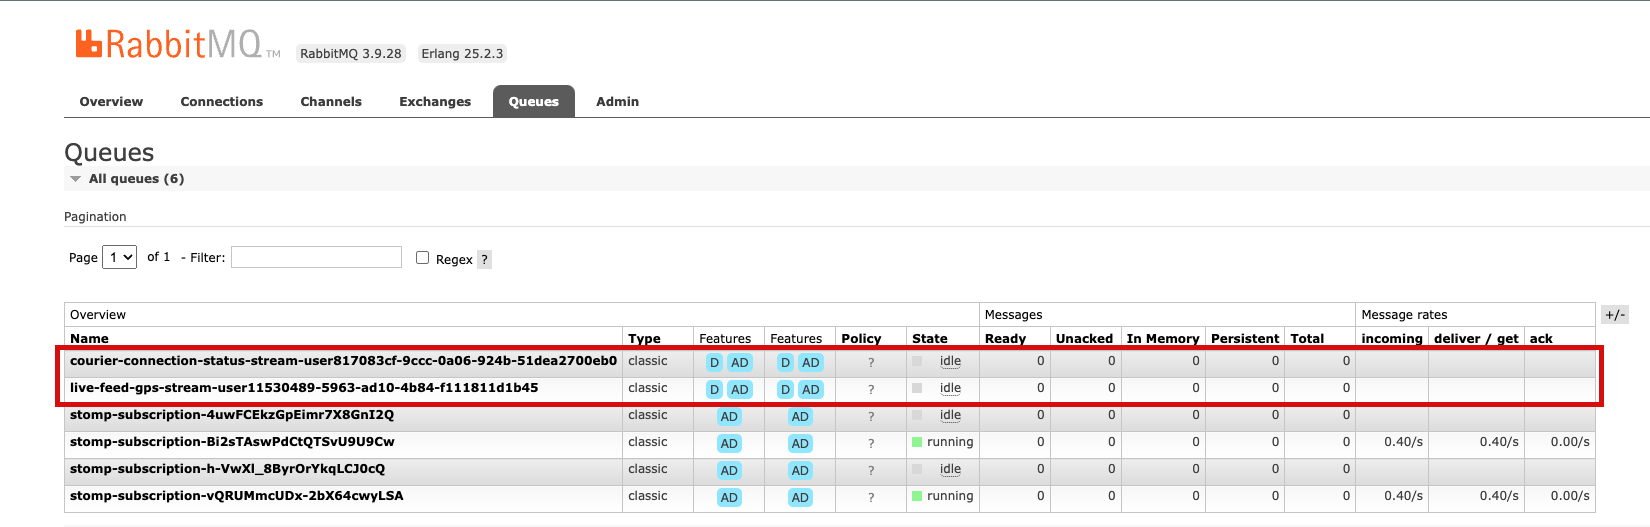 RabbitMQ TM RabbitMQ 3.9.28 Erlang 25.2.3
Overview Connections Channels Exchanges Queues Admin
Queues
All queues (6)
Pagination
Page 1 of 1 - Filter: Regex ?
Overview Messages Message rates +/-
Name Type Features Features Policy State Ready Unacked In Memory Persistent Total incoming deliver / get ack
courier-connection-status-stream-user817083cf-9ccc-0a06-924b-51dea2700eb0 classic D AD D AD ? idle 0 0 0 0 0
live-feed-gps-stream-user11530489-5963-ad10-4b84-f111811d1b45 classic D AD D AD ? idle 0 0 0 0 0
stomp-subscription-4uwFCEkzGpEimr7X8GnI2Q classic AD AD ? idle 0 0 0 0 0
stomp-subscription-Bi2sTAswPdCtQTSvU9U9Cw classic AD AD ? running 0 0 0 0 0 0.40/s 0.40/s 0.00/s
stomp-subscription-h-VwXl_8ByrOrYkqLCJ0cQ classic AD AD ? idle 0 0 0 0 0
stomp-subscription-vQRUMmcUDx-2bX64cwyLSA classic AD AD ? running 0 0 0 0 0 0.40/s 0.40/s 0.00/s